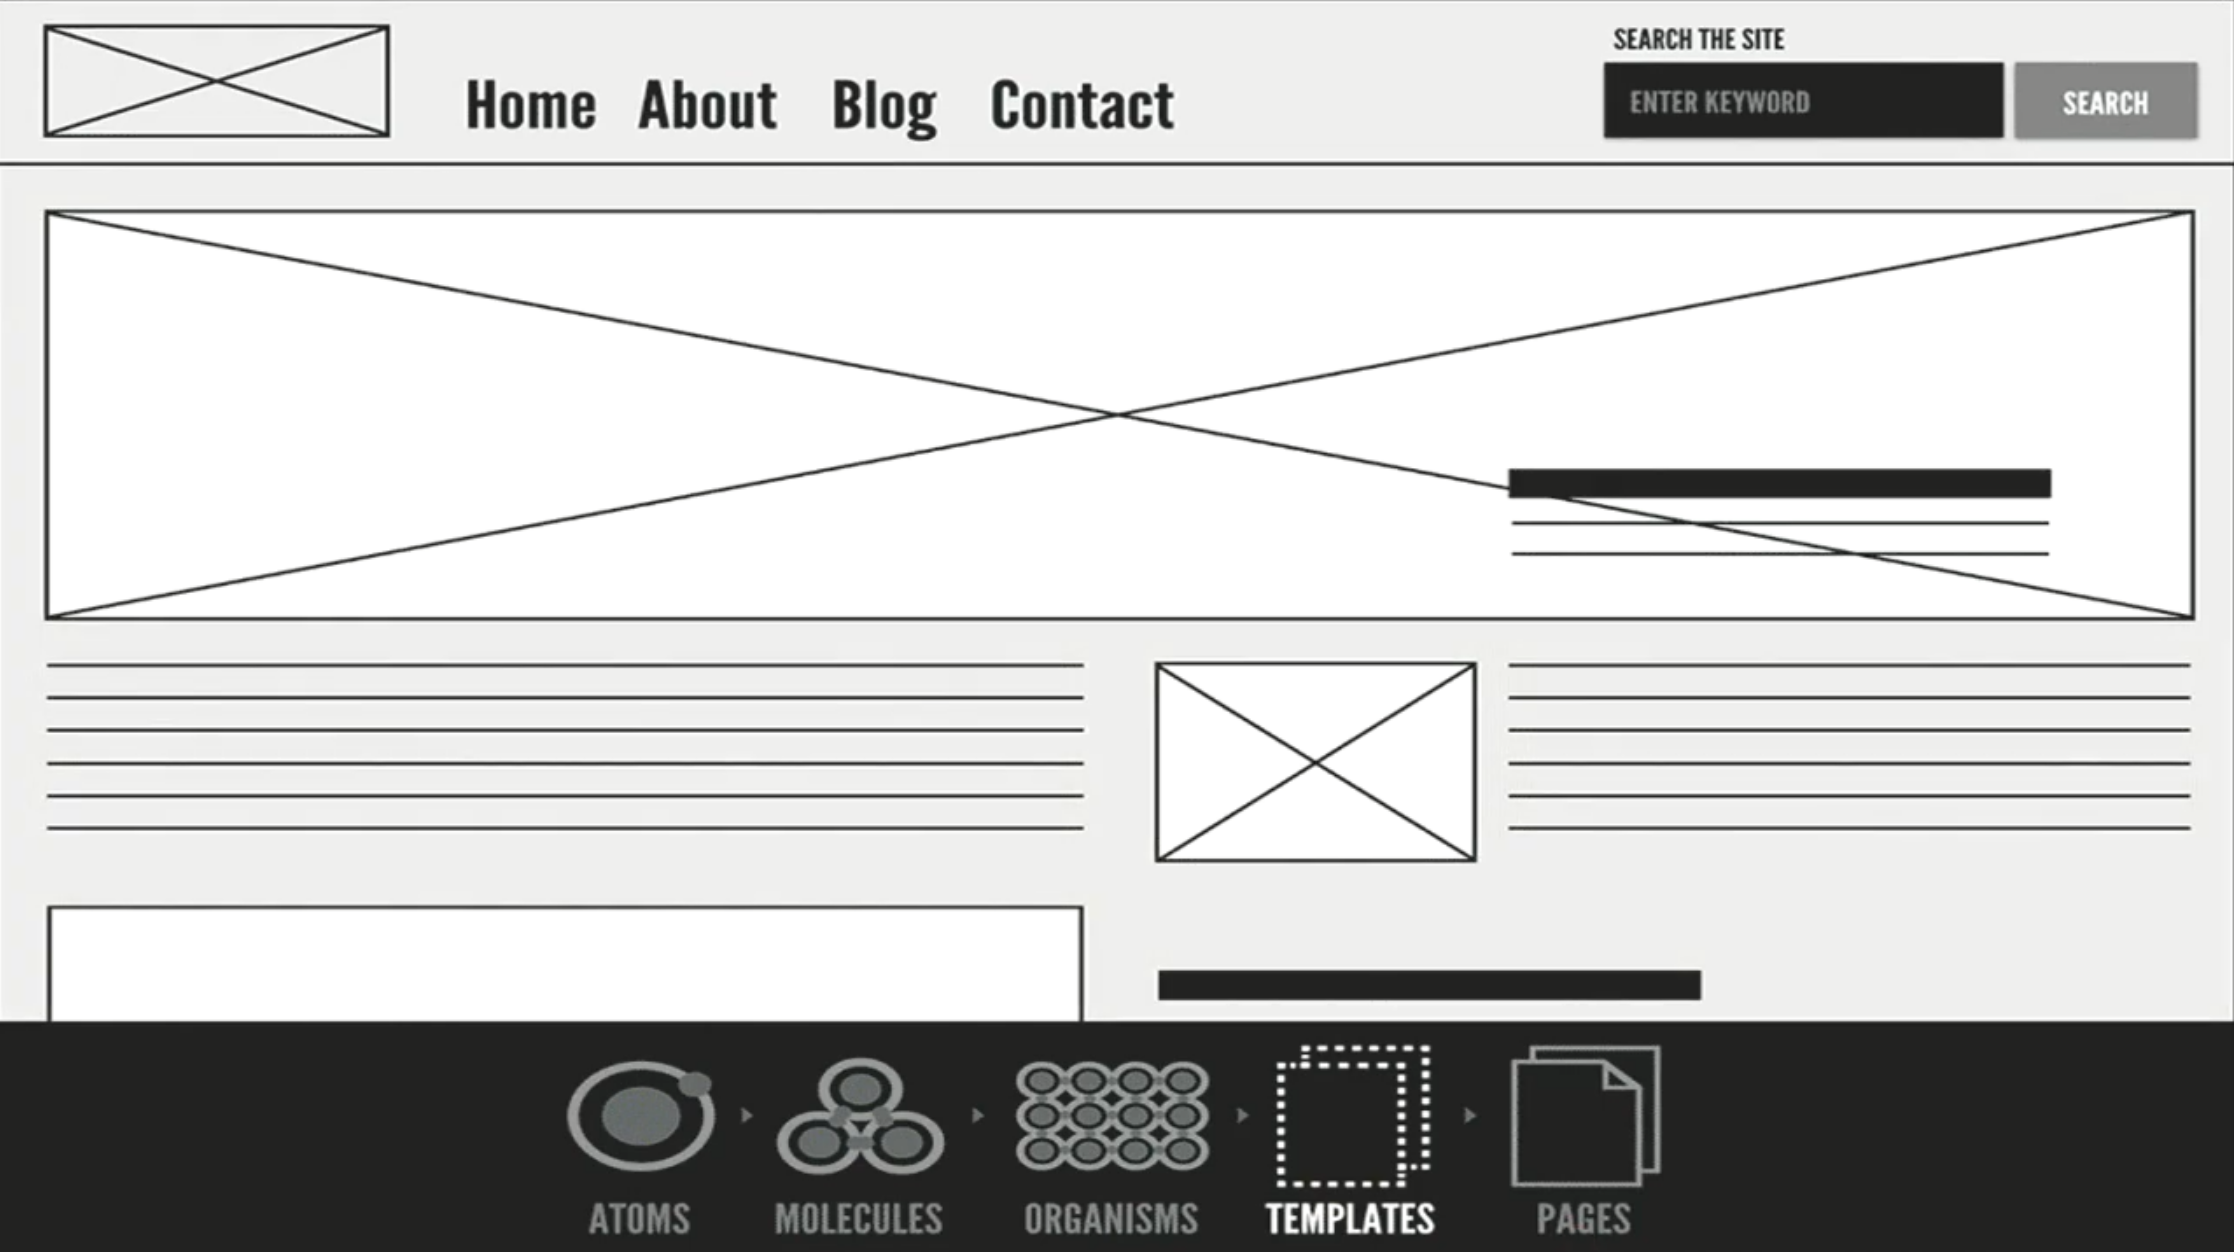 SEARCH THE SITE
Home About Blog Contact
ENTER KEYWORD SEARCH
ATOMS MOLECULES ORGANISMS TEMPLATES PAGES